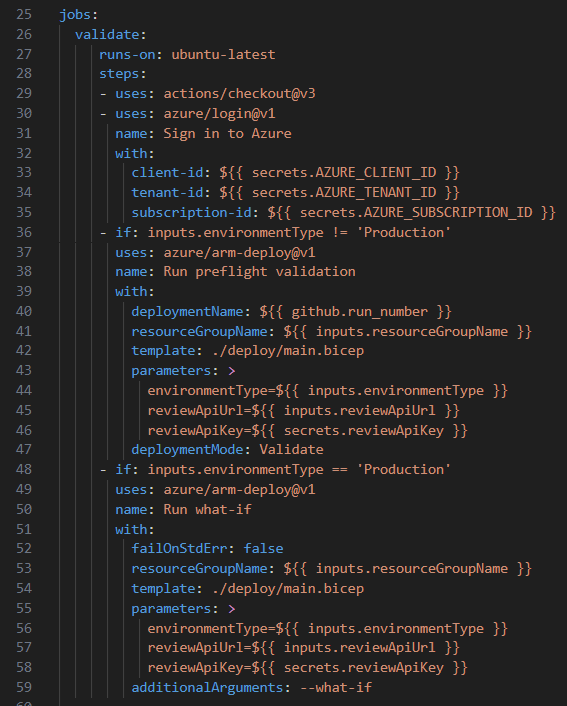 25 jobs:
26   validate:
27     runs-on: ubuntu-latest
28     steps:
29     - uses: actions/checkout@v3
30     - uses: azure/login@v1
31       name: Sign in to Azure
32       with:
33         client-id: ${{ secrets.AZURE_CLIENT_ID }}
34         tenant-id: ${{ secrets.AZURE_TENANT_ID }}
35         subscription-id: ${{ secrets.AZURE_SUBSCRIPTION_ID }}
36     - if: inputs.environmentType != 'Production'
37       uses: azure/arm-deploy@v1
38       name: Run preflight validation
39       with:
40         deploymentName: ${{ github.run_number }}
41         resourceGroupName: ${{ inputs.resourceGroupName }}
42         template: ./deploy/main.bicep
43         parameters: >
44           environmentType=${{ inputs.environmentType }}
45           reviewApiUrl=${{ inputs.reviewApiUrl }}
46           reviewApiKey=${{ secrets.reviewApiKey }}
47         deploymentMode: Validate
48     - if: inputs.environmentType == 'Production'
49       uses: azure/arm-deploy@v1
50       name: Run what-if
51       with:
52         failOnStdErr: false
53         resourceGroupName: ${{ inputs.resourceGroupName }}
54         template: ./deploy/main.bicep
55         parameters: >
56           environmentType=${{ inputs.environmentType }}
57           reviewApiUrl=${{ inputs.reviewApiUrl }}
58           reviewApiKey=${{ secrets.reviewApiKey }}
59         additionalArguments: --what-if